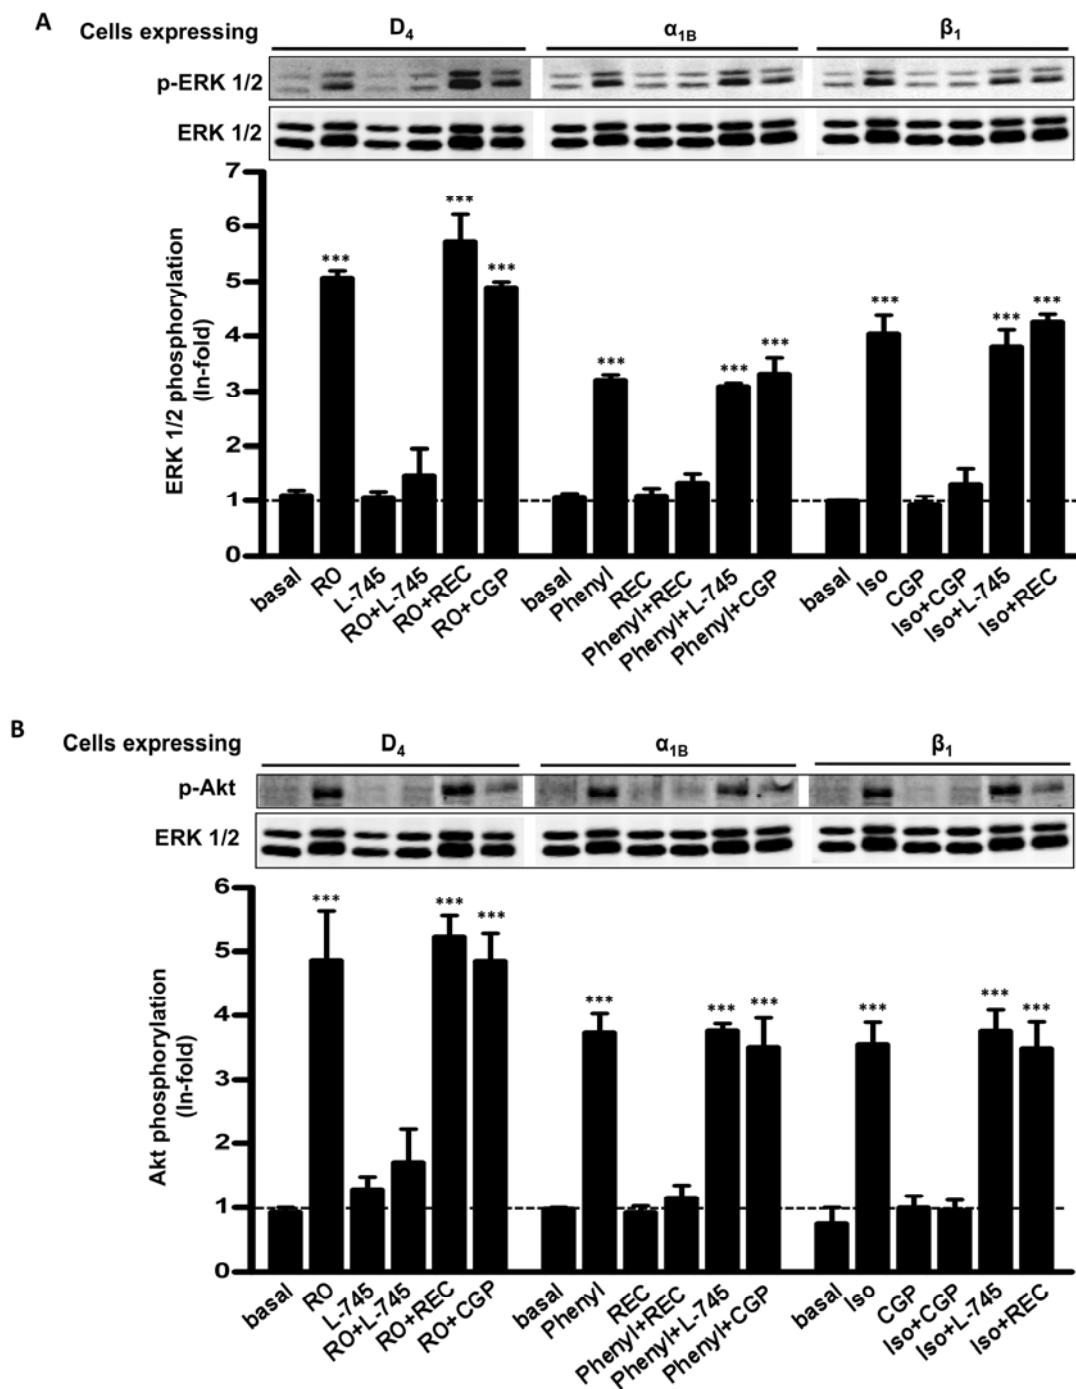 A
Cells expressing D₄ α₁B β₁
p-ERK 1/2
ERK 1/2
ERK 1/2 phosphorylation
(In-fold)
7
6
5
4
3
2
1
0
*** *** *** *** *** *** *** *** ***
basal RO L-745 RO+L-745 RO+REC RO+CGP basal Phenyl REC Phenyl+REC Phenyl+L-745 Phenyl+CGP basal Iso CGP Iso+CGP Iso+L-745 Iso+REC
B
Cells expressing D₄ α₁B β₁
p-Akt
ERK 1/2
Akt phosphorylation
(In-fold)
6
5
4
3
2
1
0
*** *** *** *** *** *** *** *** ***
basal RO L-745 RO+L-745 RO+REC RO+CGP basal Phenyl REC Phenyl+REC Phenyl+L-745 Phenyl+CGP basal Iso CGP Iso+CGP Iso+L-745 Iso+REC